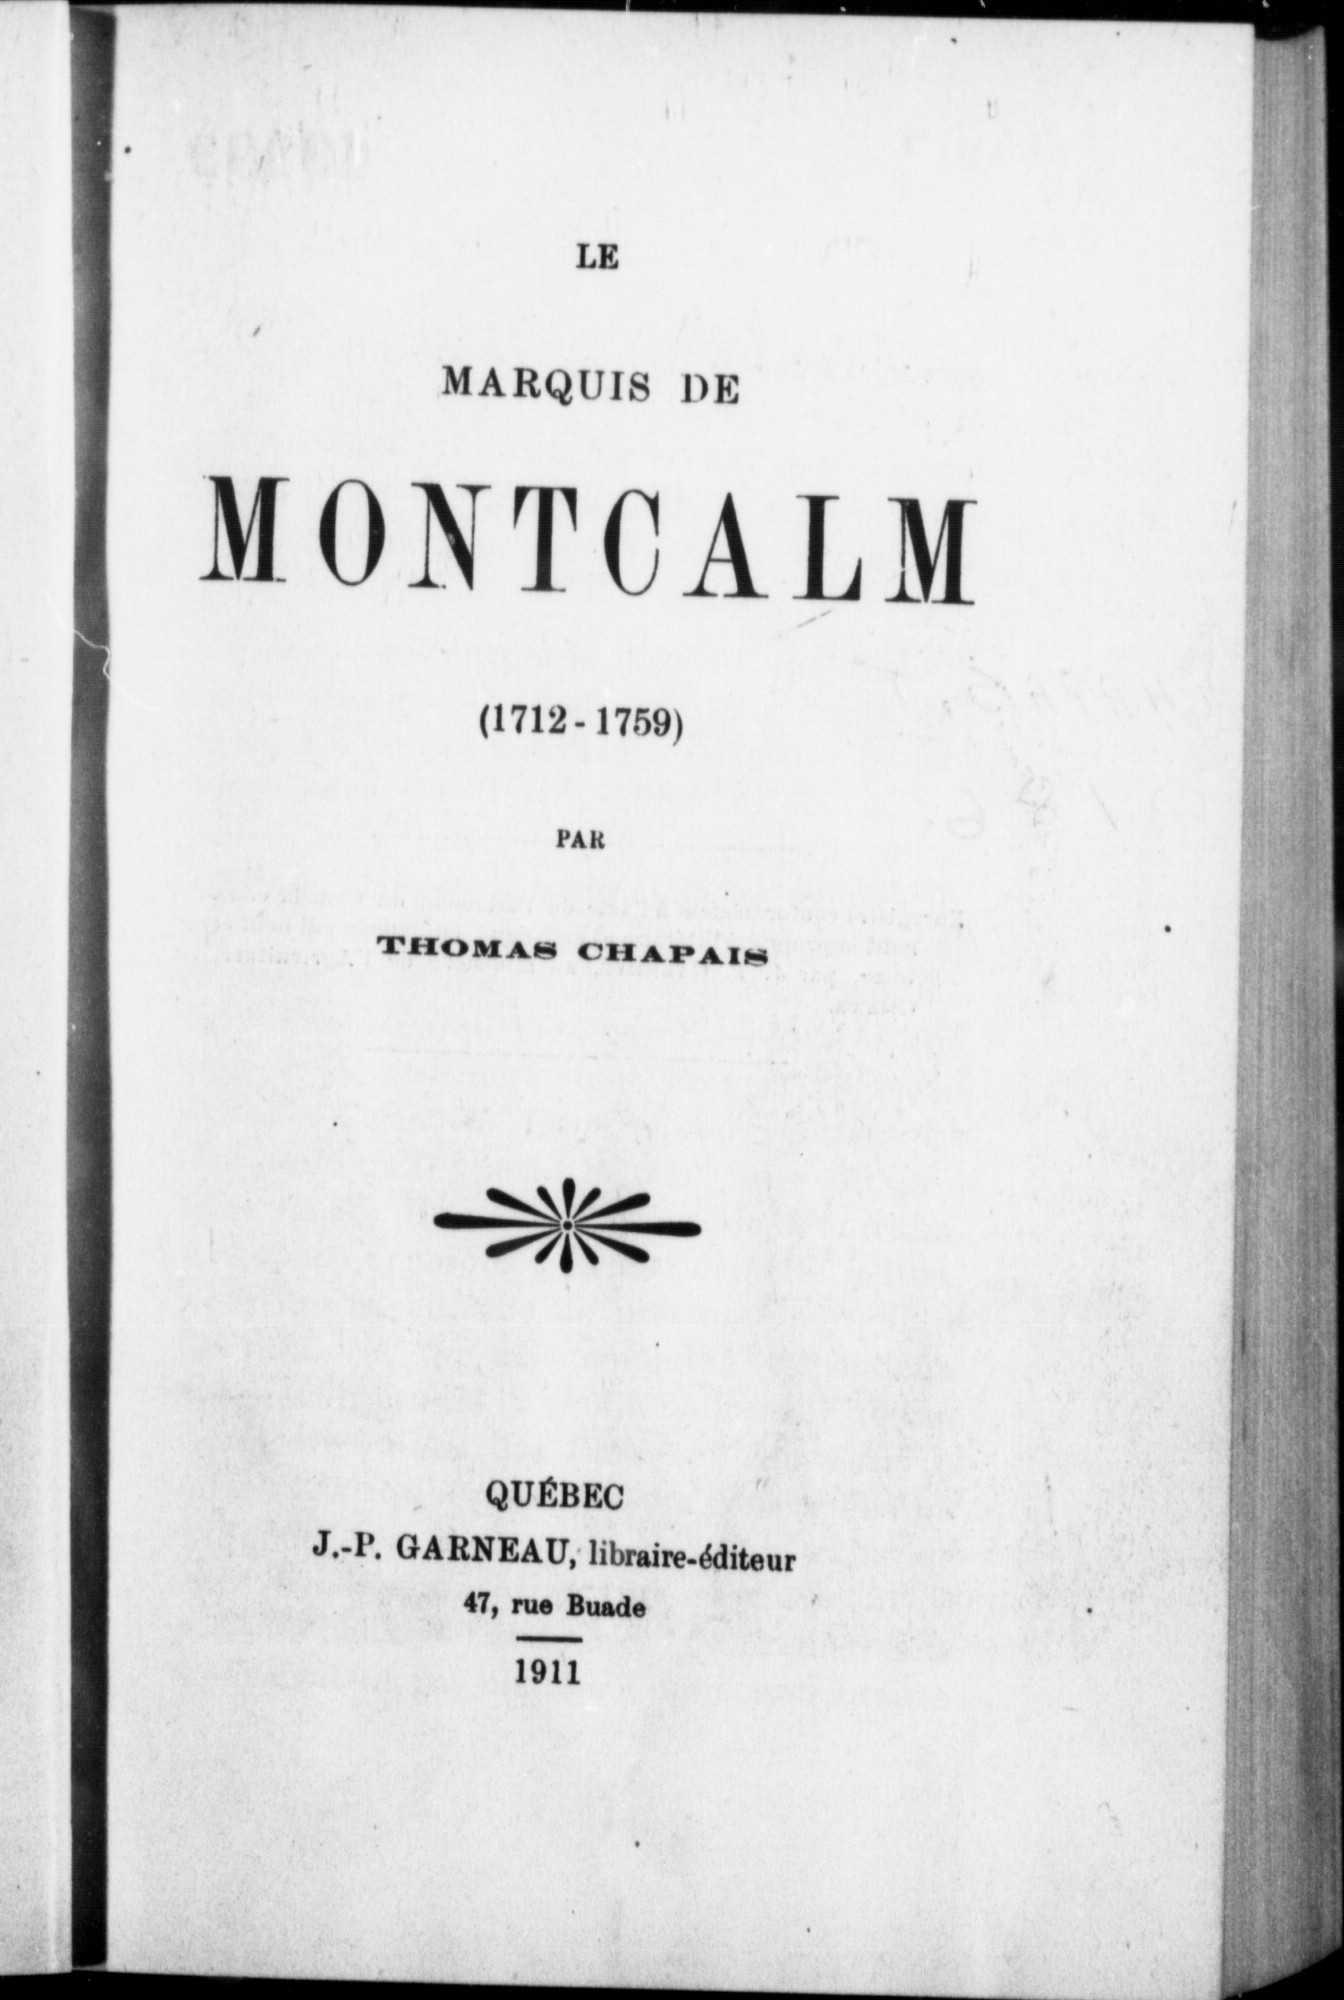 LE
MARQUIS DE
MONTCALM
(1712-1759)
PAR
THOMAS CHAPAIS
QUÉBEC
J.-P. GARNEAU, libraire-éditeur
47, rue Buade
1911